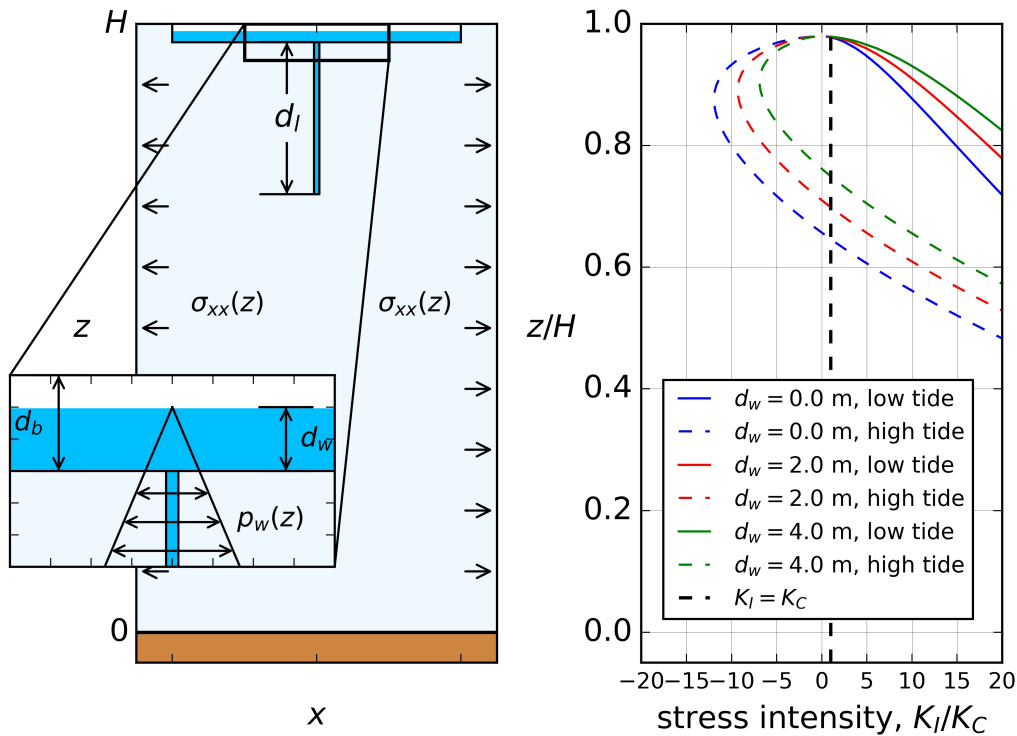 H
d_l
σ_xx(z)
σ_xx(z)
z
d_b
d_w
p_w(z)
0
x
z/H
1.0
0.8
0.6
0.4
0.2
0.0
d_w = 0.0 m, low tide
d_w = 0.0 m, high tide
d_w = 2.0 m, low tide
d_w = 2.0 m, high tide
d_w = 4.0 m, low tide
d_w = 4.0 m, high tide
K_I = K_C
−20 −15 −10 −5 0 5 10 15 20
stress intensity, K_I/K_C